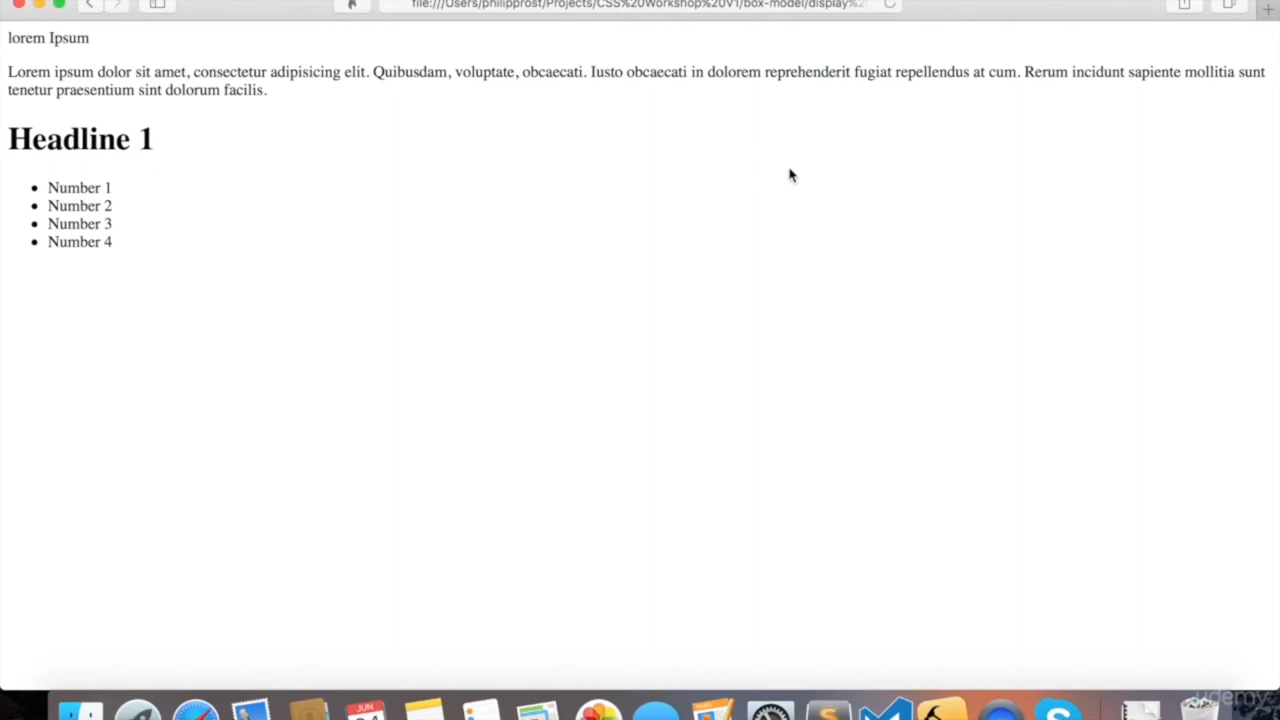 file:///Users/philipprost/Projects/CSS%20Workshop%20V1/box-model/display%2
lorem Ipsum
Lorem ipsum dolor sit amet, consectetur adipisicing elit. Quibusdam, voluptate, obcaecati. Iusto obcaecati in dolorem reprehenderit fugiat repellendus at cum. Rerum incidunt sapiente mollitia sunt
tenetur praesentium sint dolorum facilis.
Headline 1
Number 1
Number 2
Number 3
Number 4
JUN
udemy